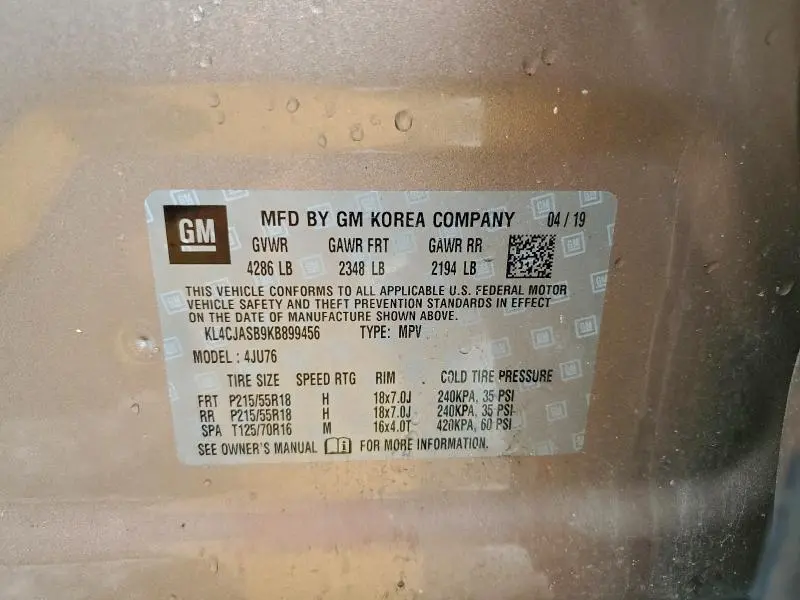 GM MFD BY GM KOREA COMPANY 04 / 19
GVWR GAWR FRT GAWR RR
4286 LB 2348 LB 2194 LB
THIS VEHICLE CONFORMS TO ALL APPLICABLE U.S. FEDERAL MOTOR
VEHICLE SAFETY AND THEFT PREVENTION STANDARDS IN EFFECT
ON THE DATE OF MANUFACTURE SHOWN ABOVE.
KL4CJASB9KB899456 TYPE: MPV
MODEL : 4JU76
TIRE SIZE SPEED RTG RIM COLD TIRE PRESSURE
FRT P215/55R18 H 18x7.0J 240KPA, 35 PSI
RR P215/55R18 H 18x7.0J 240KPA, 35 PSI
SPA T125/70R16 M 16x4.0T 420KPA, 60 PSI
SEE OWNER'S MANUAL FOR MORE INFORMATION.